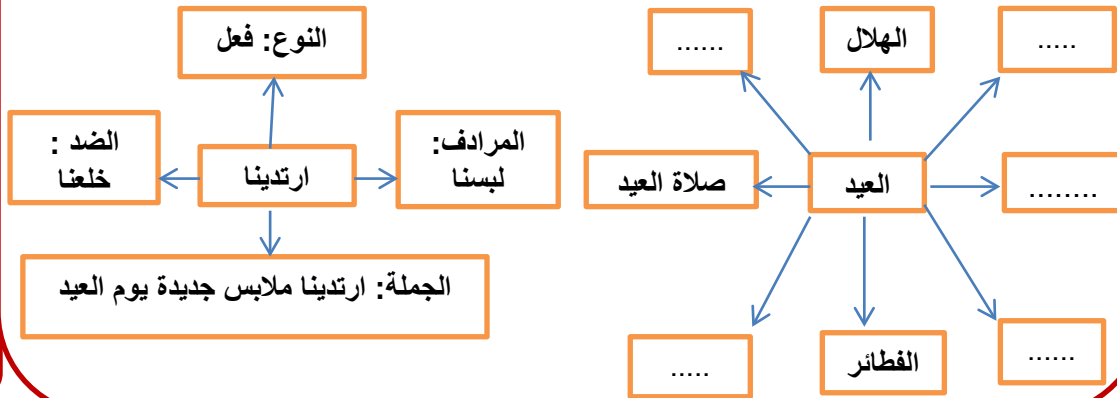 .....
الهلال
......
........
العيد
صلاة العيد
......
الفطائر
.....
النوع: فعل
المرادف:
لبسنا
ارتدينا
الضد :
خلعنا
الجملة: ارتدينا ملابس جديدة يوم العيد